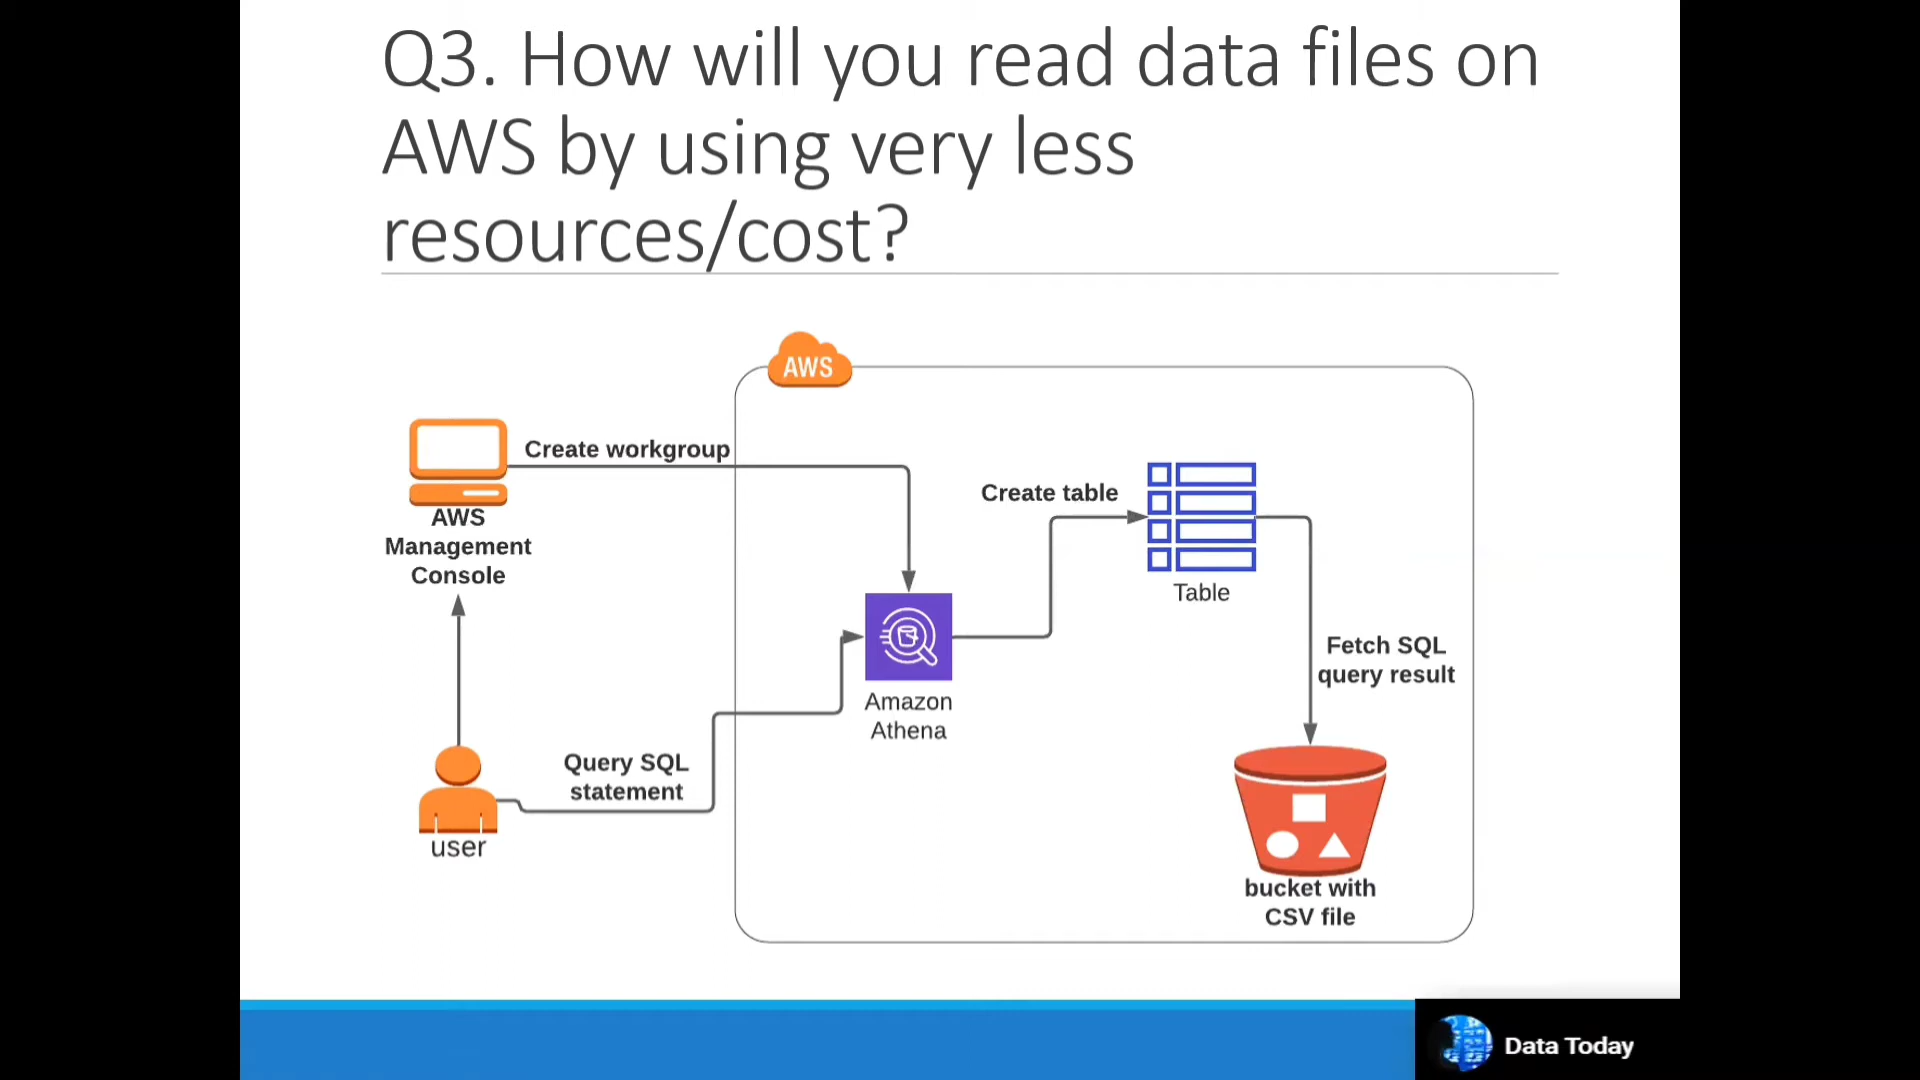 Q3. How will you read data files on
AWS by using very less
resources/cost?
AWS
Create workgroup
AWS
Management
Console
Create table
Table
Fetch SQL
query result
Amazon
Athena
Query SQL
statement
user
bucket with
CSV file
Data Today